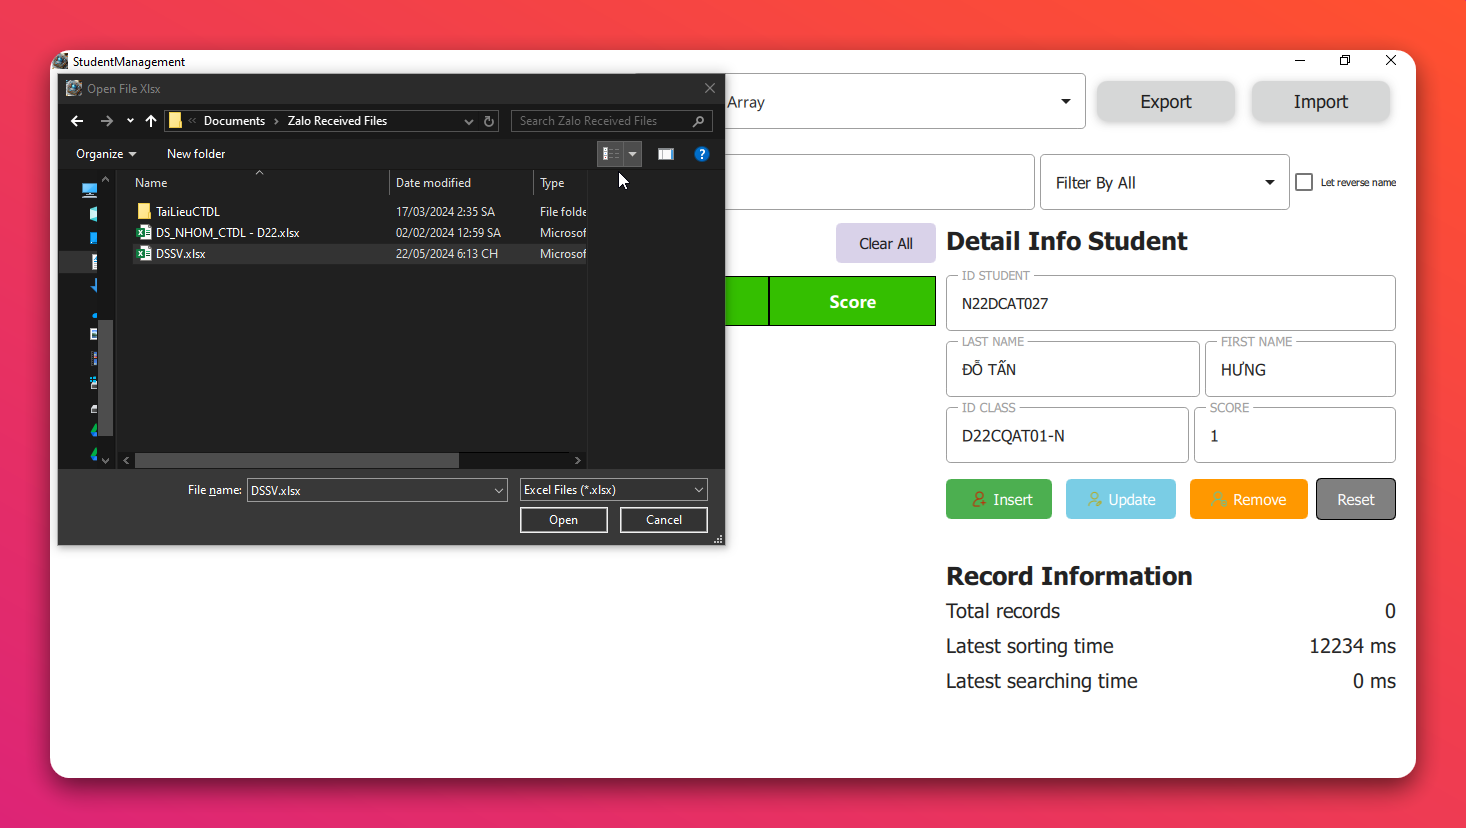 StudentManagement
Open File Xlsx
Documents
Zalo Received Files
Search Zalo Received Files
Organize
New folder
Name
Date modified
Type
TaiLieuCTDL
17/03/2024 2:35 SA
File folde
DS_NHOM_CTDL - D22.xlsx
02/02/2024 12:59 SA
Microsof
DSSV.xlsx
22/05/2024 6:13 CH
Microsof
File name:
DSSV.xlsx
Excel Files (*.xlsx)
Open
Cancel
Array
Export
Import
Filter By All
Let reverse name
Clear All
Score
Detail Info Student
ID STUDENT
N22DCAT027
LAST NAME
ĐỖ TẤN
FIRST NAME
HƯNG
ID CLASS
D22CQAT01-N
SCORE
1
Insert
Update
Remove
Reset
Record Information
Total records
0
Latest sorting time
12234 ms
Latest searching time
0 ms